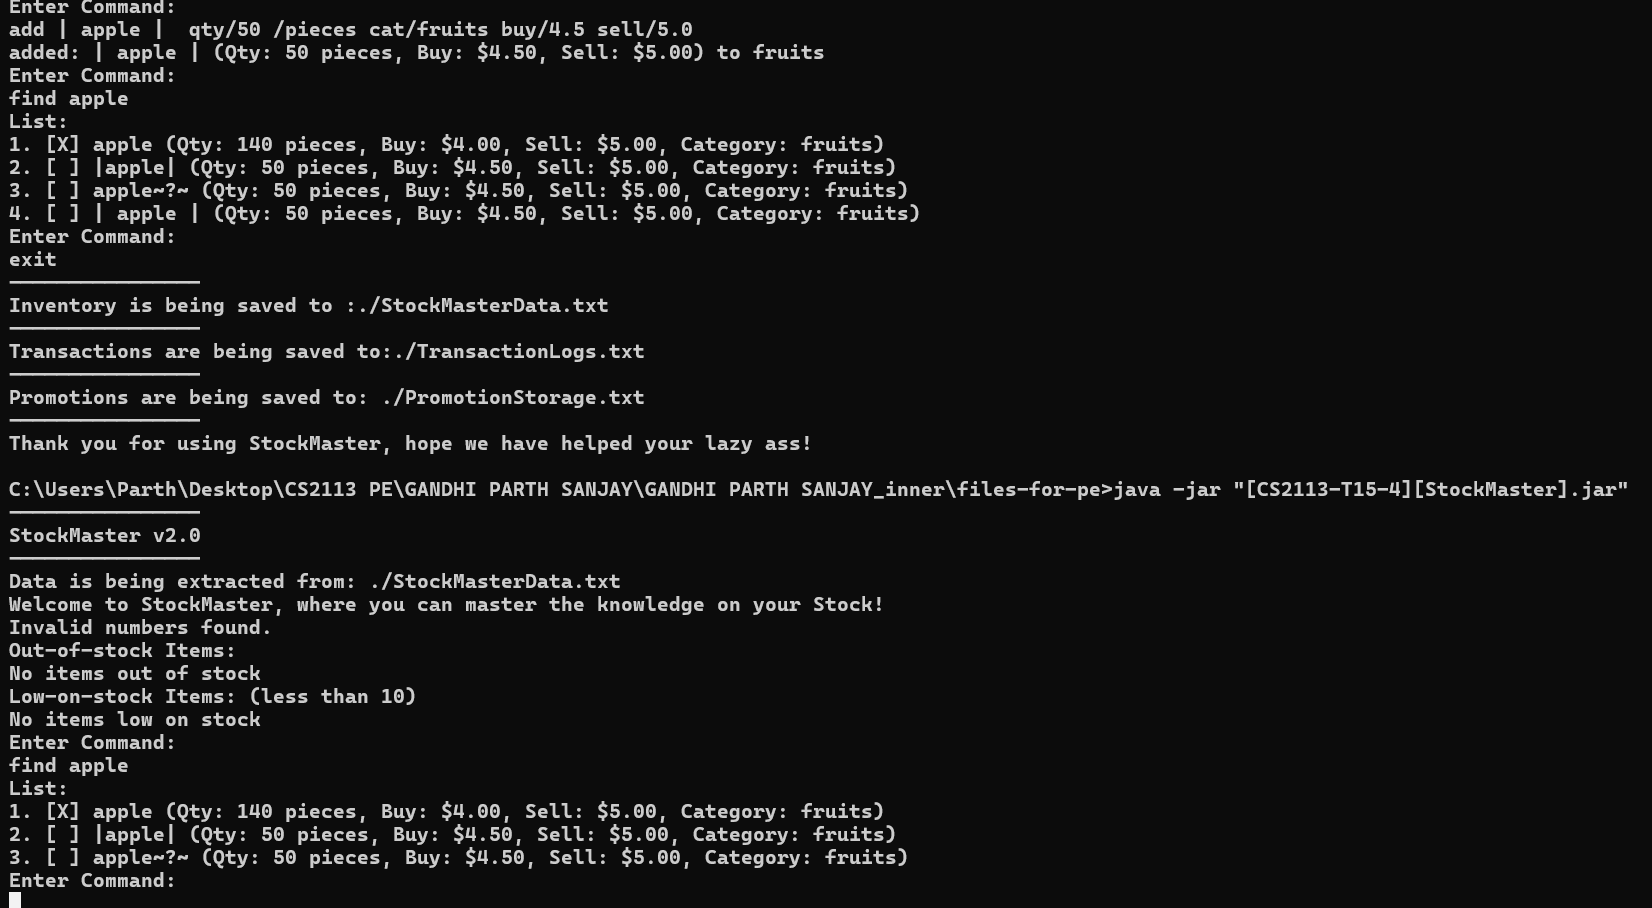 Enter Command:
add | apple |  qty/50 /pieces cat/fruits buy/4.5 sell/5.0
added: | apple | (Qty: 50 pieces, Buy: $4.50, Sell: $5.00) to fruits
Enter Command:
find apple
List:
1. [X] apple (Qty: 140 pieces, Buy: $4.00, Sell: $5.00, Category: fruits)
2. [ ] |apple| (Qty: 50 pieces, Buy: $4.50, Sell: $5.00, Category: fruits)
3. [ ] apple~?~ (Qty: 50 pieces, Buy: $4.50, Sell: $5.00, Category: fruits)
4. [ ] | apple | (Qty: 50 pieces, Buy: $4.50, Sell: $5.00, Category: fruits)
Enter Command:
exit
————————————————
Inventory is being saved to :./StockMasterData.txt
————————————————
Transactions are being saved to:./TransactionLogs.txt
————————————————
Promotions are being saved to: ./PromotionStorage.txt
————————————————
Thank you for using StockMaster, hope we have helped your lazy ass!
C:\Users\Parth\Desktop\CS2113 PE\GANDHI PARTH SANJAY\GANDHI PARTH SANJAY_inner\files-for-pe>java -jar "[CS2113-T15-4][StockMaster].jar"
————————————————
StockMaster v2.0
————————————————
Data is being extracted from: ./StockMasterData.txt
Welcome to StockMaster, where you can master the knowledge on your Stock!
Invalid numbers found.
Out-of-stock Items:
No items out of stock
Low-on-stock Items: (less than 10)
No items low on stock
Enter Command:
find apple
List:
1. [X] apple (Qty: 140 pieces, Buy: $4.00, Sell: $5.00, Category: fruits)
2. [ ] |apple| (Qty: 50 pieces, Buy: $4.50, Sell: $5.00, Category: fruits)
3. [ ] apple~?~ (Qty: 50 pieces, Buy: $4.50, Sell: $5.00, Category: fruits)
Enter Command: